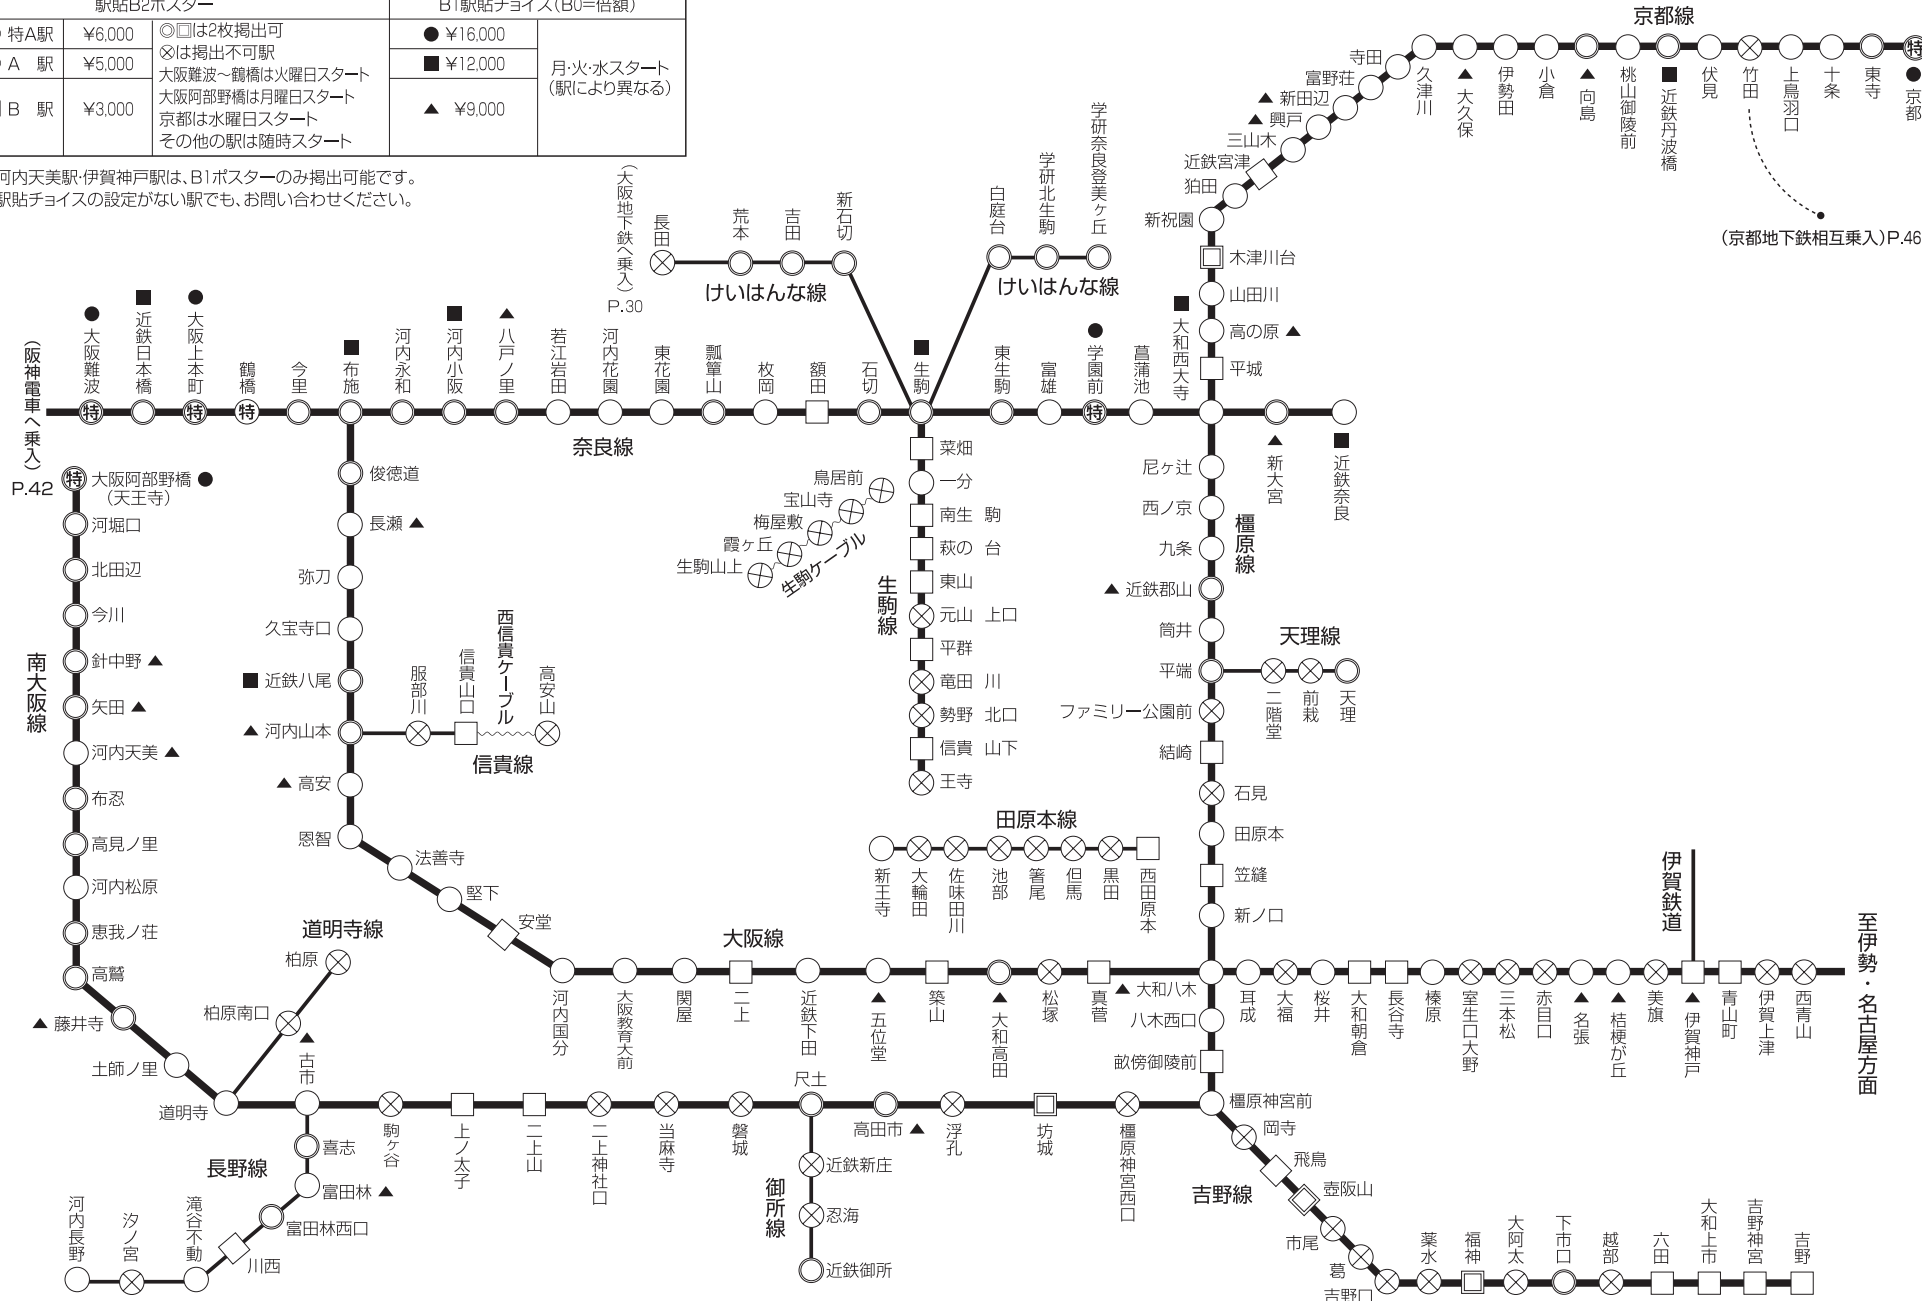 駅貼B2ポスター
B1駅貼チョイス(B0=倍額)
特A駅
¥6,000
◎□は2枚掲出可
⊗は掲出不可駅
大阪難波～鶴橋は火曜日スタート
大阪阿部野橋は月曜日スタート
京都は水曜日スタート
その他の駅は随時スタート
● ¥16,000
月・火・水スタート
(駅により異なる)
A 駅
¥5,000
■ ¥12,000
B 駅
¥3,000
▲ ¥9,000
河内天美駅・伊賀神戸駅は、B1ポスターのみ掲出可能です。
駅貼チョイスの設定がない駅でも、お問い合わせください。
京都線
寺田
富野荘
▲ 新田辺
▲ 興戸
三山木
近鉄宮津
狛田
新祝園
木津川台
山田川
高の原 ▲
平城
久津川
▲ 大久保
伊勢田
小倉
▲ 向島
桃山御陵前
■ 近鉄丹波橋
伏見
竹田
上鳥羽口
十条
東寺
特
● 京都
(京都地下鉄相互乗入)P.46
(大阪地下鉄へ乗入)
P.30
長田
荒本
吉田
新石切
けいはんな線
白庭台
学研北生駒
学研奈良登美ヶ丘
けいはんな線
(阪神電車へ乗入)
P.42
● 大阪難波
特
■ 近鉄日本橋
● 大阪上本町
特
鶴橋
特
今里
■ 布施
河内永和
■ 河内小阪
▲ 八戸ノ里
若江岩田
河内花園
東花園
瓢箪山
枚岡
額田
石切
■ 生駒
東生駒
富雄
● 学園前
特
菖蒲池
■ 大和西大寺
▲ 新大宮
■ 近鉄奈良
奈良線
特
大阪阿部野橋 ●
(天王寺)
河堀口
北田辺
今川
針中野 ▲
矢田 ▲
河内天美 ▲
布忍
高見ノ里
河内松原
恵我ノ荘
高鷲
▲ 藤井寺
土師ノ里
道明寺
南大阪線
俊徳道
長瀬 ▲
弥刀
久宝寺口
■ 近鉄八尾
▲ 河内山本
▲ 高安
恩智
法善寺
堅下
安堂
服部川
信貴山口
西信貴ケーブル
高安山
信貴線
鳥居前
宝山寺
梅屋敷
霞ヶ丘
生駒山上
生駒ケーブル
菜畑
一分
南生 駒
萩の 台
東山
元山 上口
平群
竜田 川
勢野 北口
信貴 山下
王寺
生駒線
尼ヶ辻
西ノ京
九条
▲ 近鉄郡山
筒井
平端
ファミリー公園前
結崎
石見
田原本
笠縫
新ノ口
橿原線
天理線
二階堂
前栽
天理
田原本線
新王寺
大輪田
佐味田川
池部
箸尾
但馬
黒田
西田原本
道明寺線
柏原
柏原南口
大阪線
河内国分
大阪教育大前
関屋
二上
近鉄下田
▲ 五位堂
築山
▲ 大和高田
松塚
真菅
▲ 大和八木
耳成
大福
桜井
大和朝倉
長谷寺
榛原
室生口大野
三本松
赤目口
▲ 名張
▲ 桔梗が丘
美旗
▲ 伊賀神戸
青山町
伊賀上津
西青山
伊賀鉄道
至伊勢・名古屋方面
八木西口
畝傍御陵前
橿原神宮前
▲ 古市
駒ヶ谷
上ノ太子
二上山
二上神社口
当麻寺
磐城
尺土
高田市 ▲
浮孔
坊城
橿原神宮西口
喜志
富田林 ▲
富田林西口
川西
滝谷不動
汐ノ宮
河内長野
長野線
近鉄新庄
忍海
近鉄御所
御所線
吉野線
岡寺
飛鳥
壺阪山
市尾
葛
吉野口
薬水
福神
大阿太
下市口
越部
六田
大和上市
吉野神宮
吉野